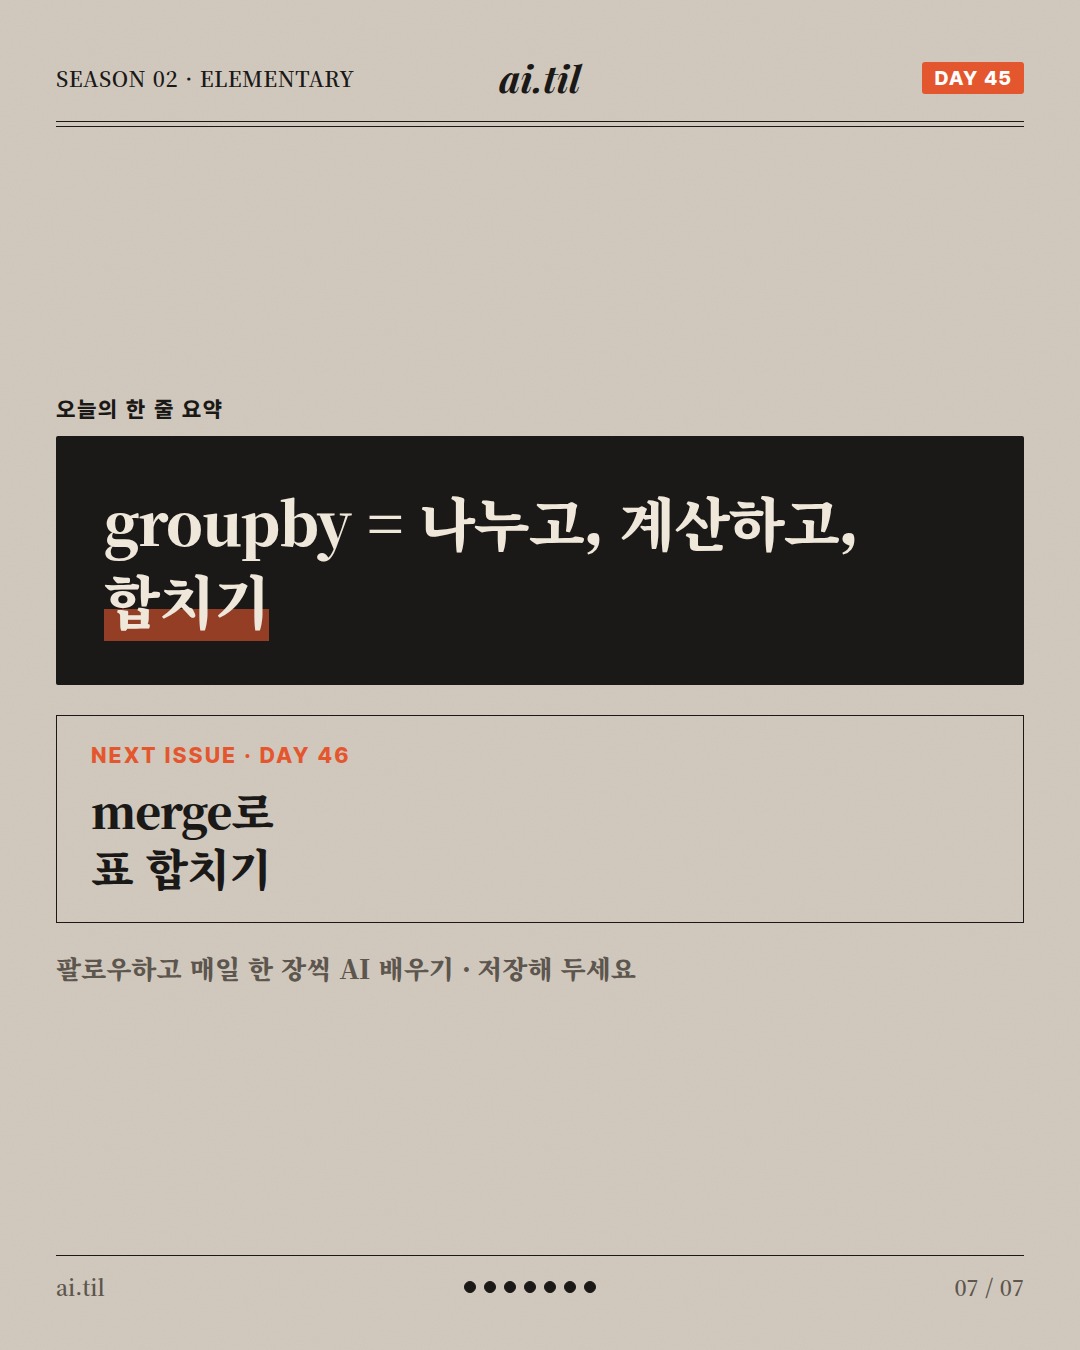 SEASON 02 · ELEMENTARY
ai.til
DAY 45
오늘의 한 줄 요약
groupby = 나누고, 계산하고,
합치기
NEXT ISSUE · DAY 46
merge로
표 합치기
팔로우하고 매일 한 장씩 AI 배우기 · 저장해 두세요
ai.til
07 / 07